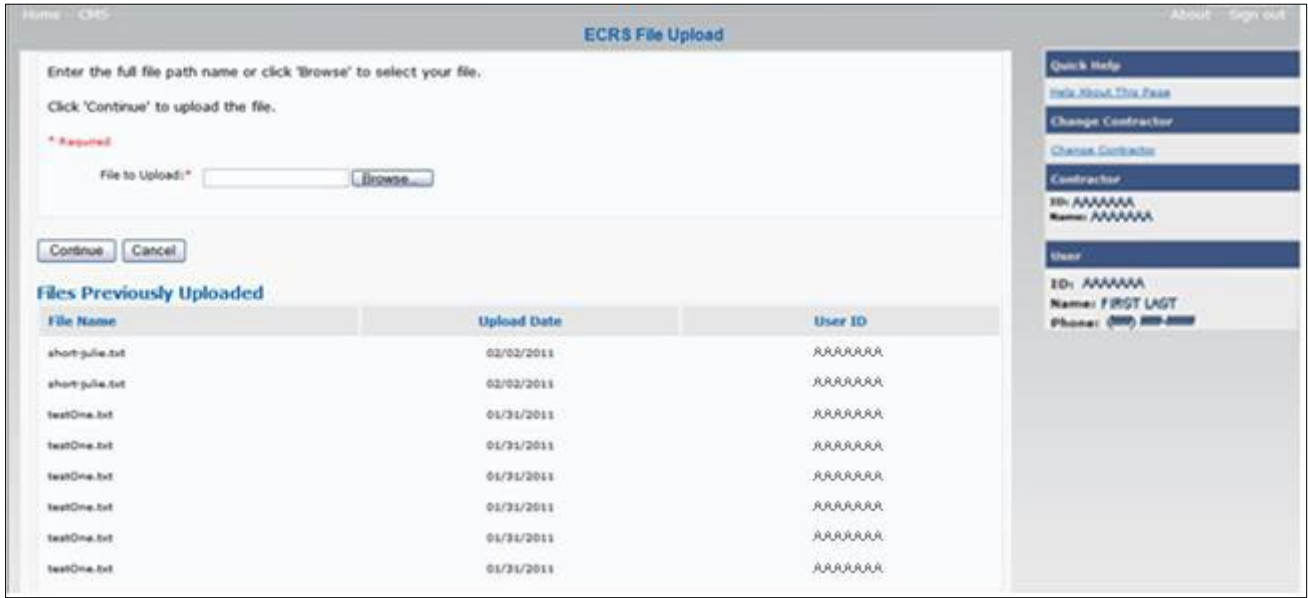 Home CMS
About Sign out
ECRS File Upload
Enter the full file path name or click 'Browse' to select your file.
Click 'Continue' to upload the file.
* Required
File to Upload:*
Browse...
Continue Cancel
Files Previously Uploaded
File Name Upload Date User ID
short-julie.txt 02/02/2011 AAAAAAA
short-julie.txt 02/02/2011 AAAAAAA
testOne.txt 01/31/2011 AAAAAAA
testOne.txt 01/31/2011 AAAAAAA
testOne.txt 01/31/2011 AAAAAAA
testOne.txt 01/31/2011 AAAAAAA
testOne.txt 01/31/2011 AAAAAAA
testOne.txt 01/31/2011 AAAAAAA
Quick Help
Help About This Page
Change Contractor
Change Contractor
Contractor
ID: AAAAAAA
Name: AAAAAAA
User
ID: AAAAAAA
Name: FIRST LAST
Phone: